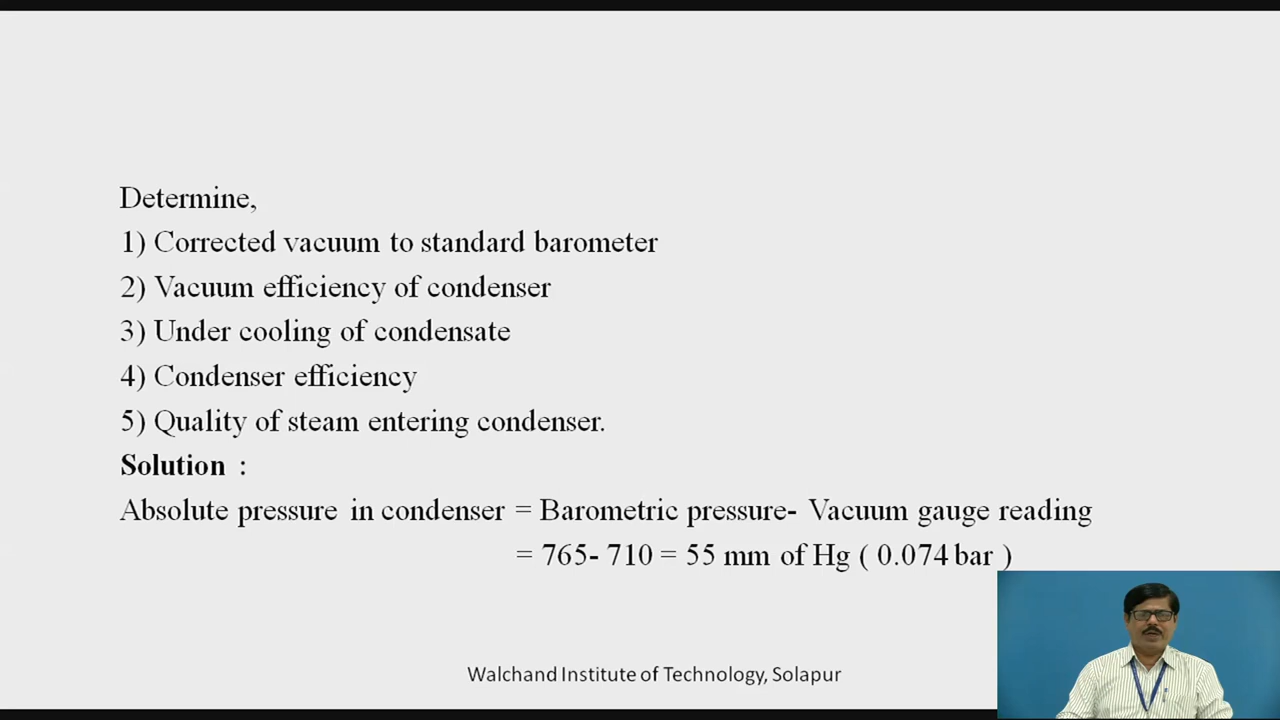 Determine,
1) Corrected vacuum to standard barometer
2) Vacuum efficiency of condenser
3) Under cooling of condensate
4) Condenser efficiency
5) Quality of steam entering condenser.
Solution :
Absolute pressure in condenser = Barometric pressure- Vacuum gauge reading
= 765- 710 = 55 mm of Hg ( 0.074 bar )
Walchand Institute of Technology, Solapur